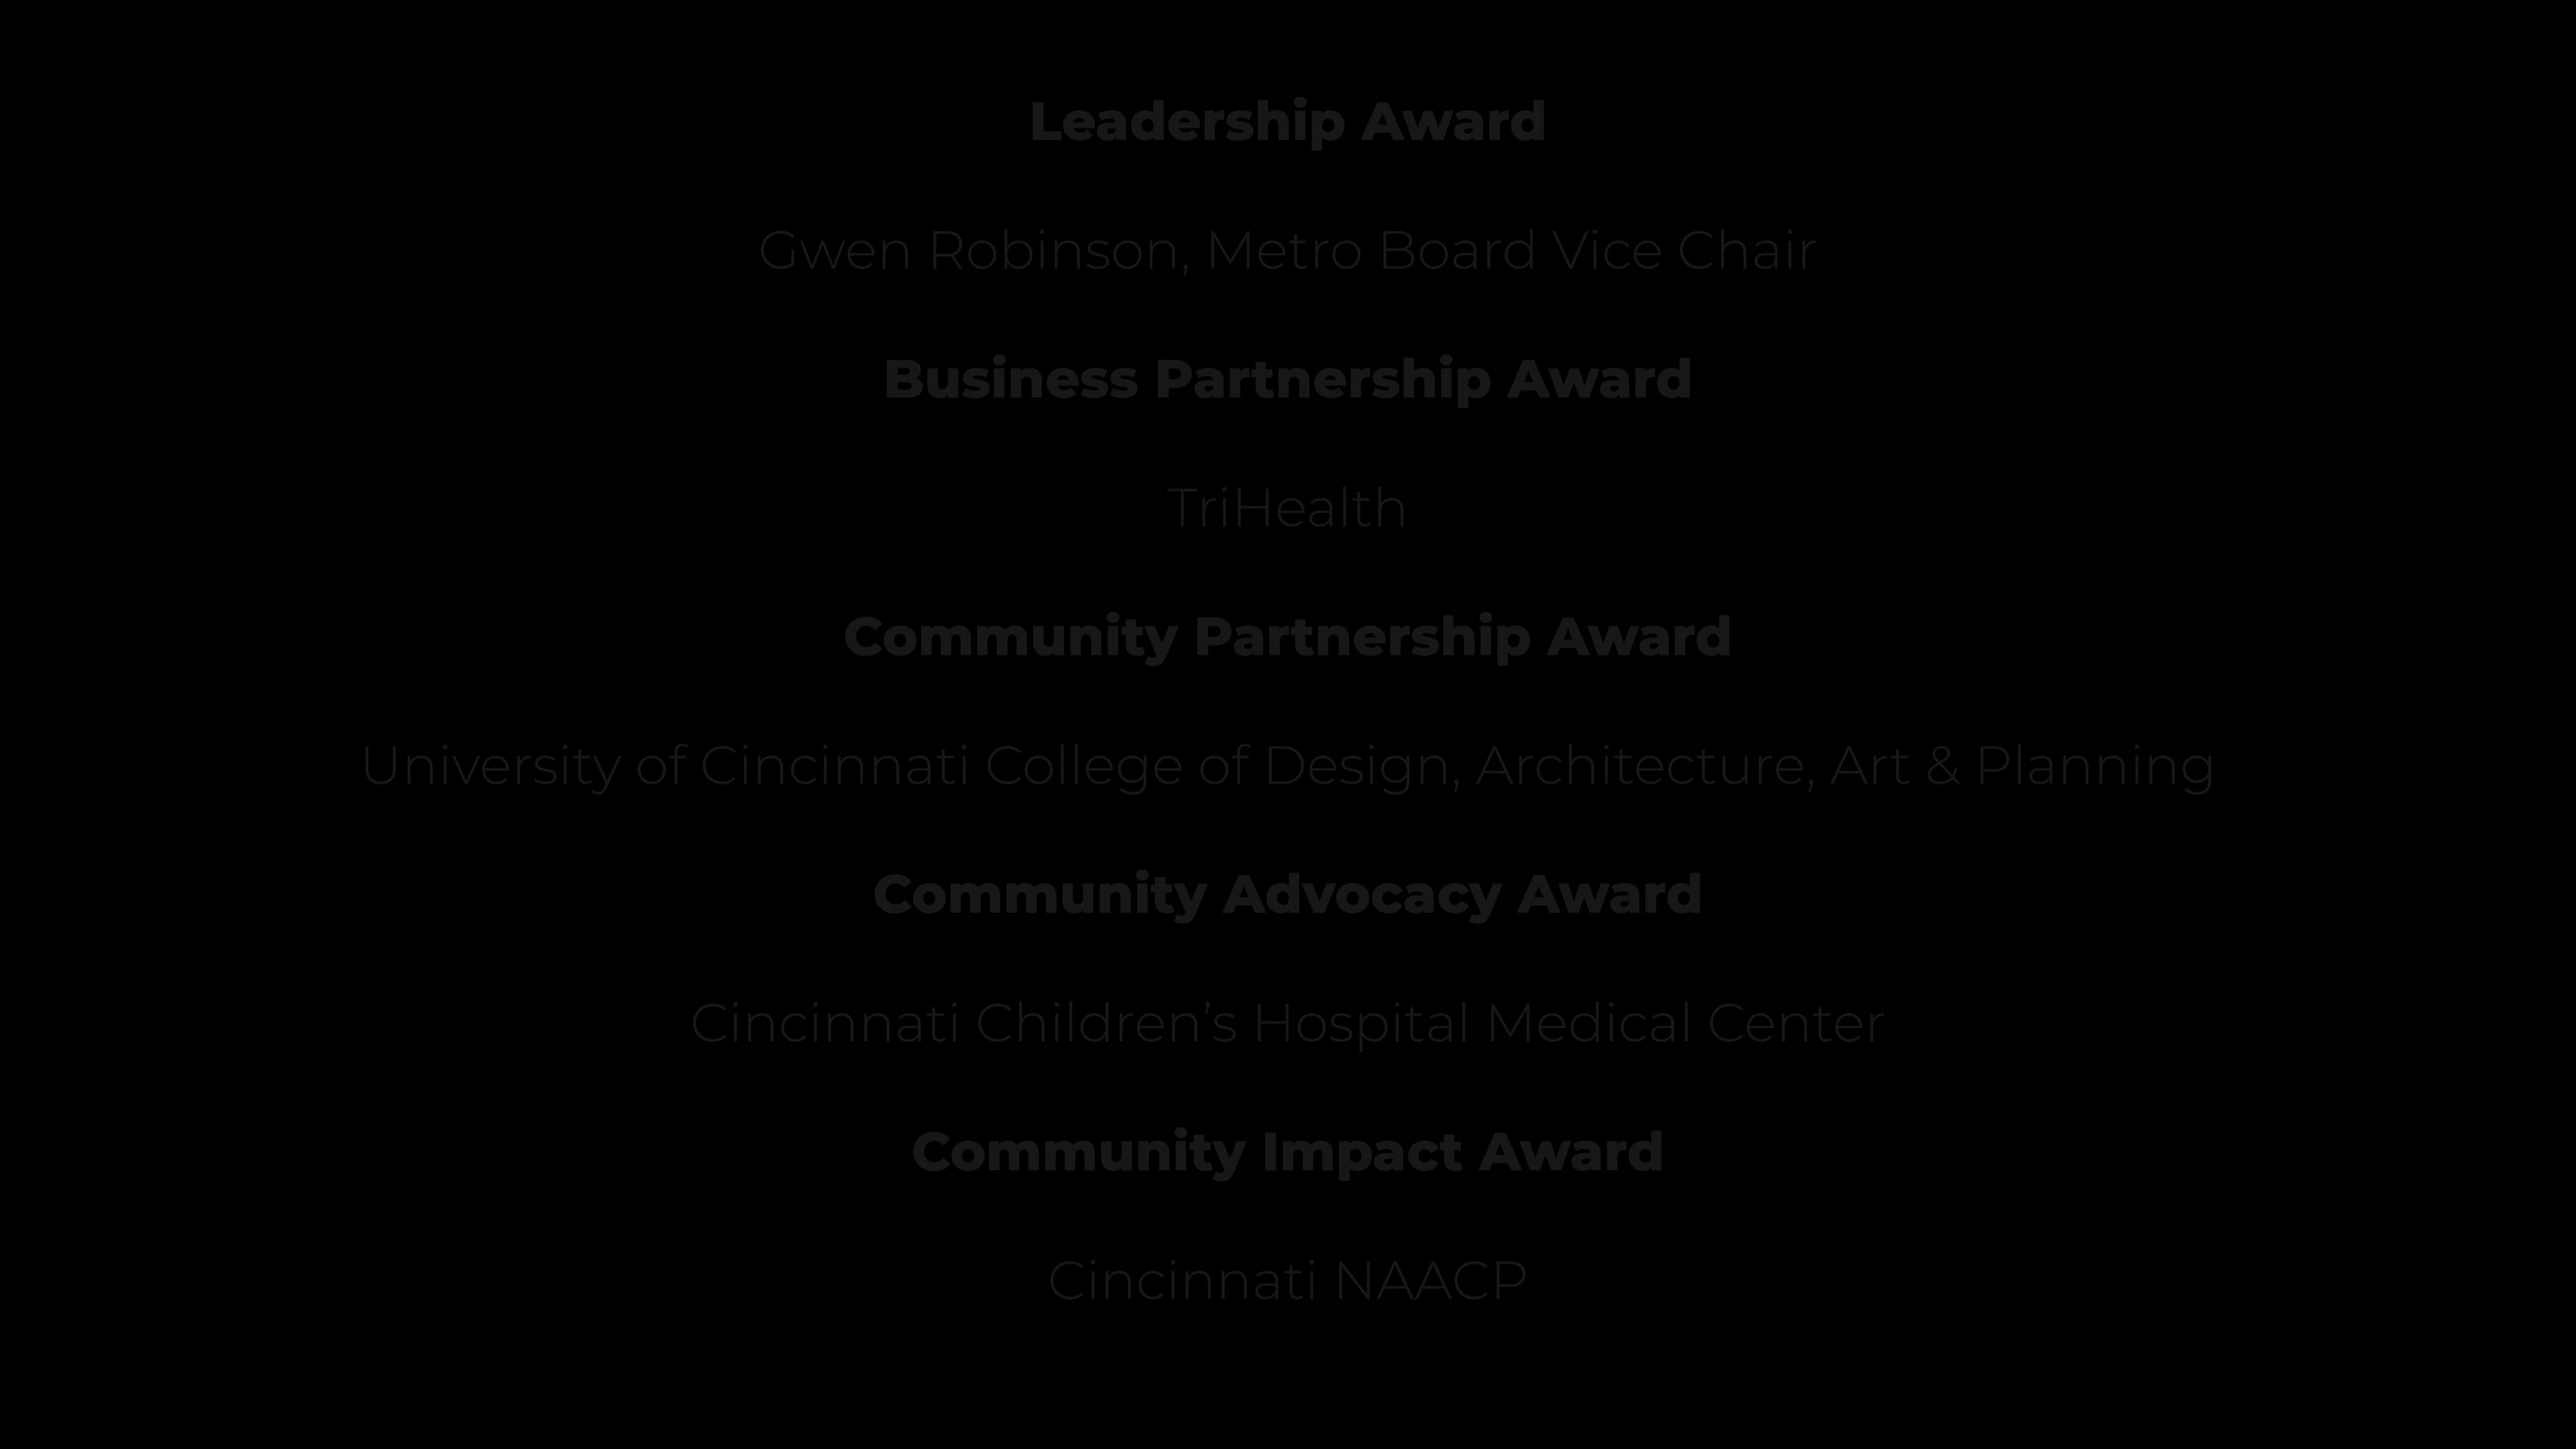 Leadership Award
Gwen Robinson, Metro Board Vice Chair
Business Partnership Award
TriHealth
Community Partnership Award
University of Cincinnati College of Design, Architecture, Art & Planning
Community Advocacy Award
Cincinnati Children’s Hospital Medical Center
Community Impact Award
Cincinnati NAACP